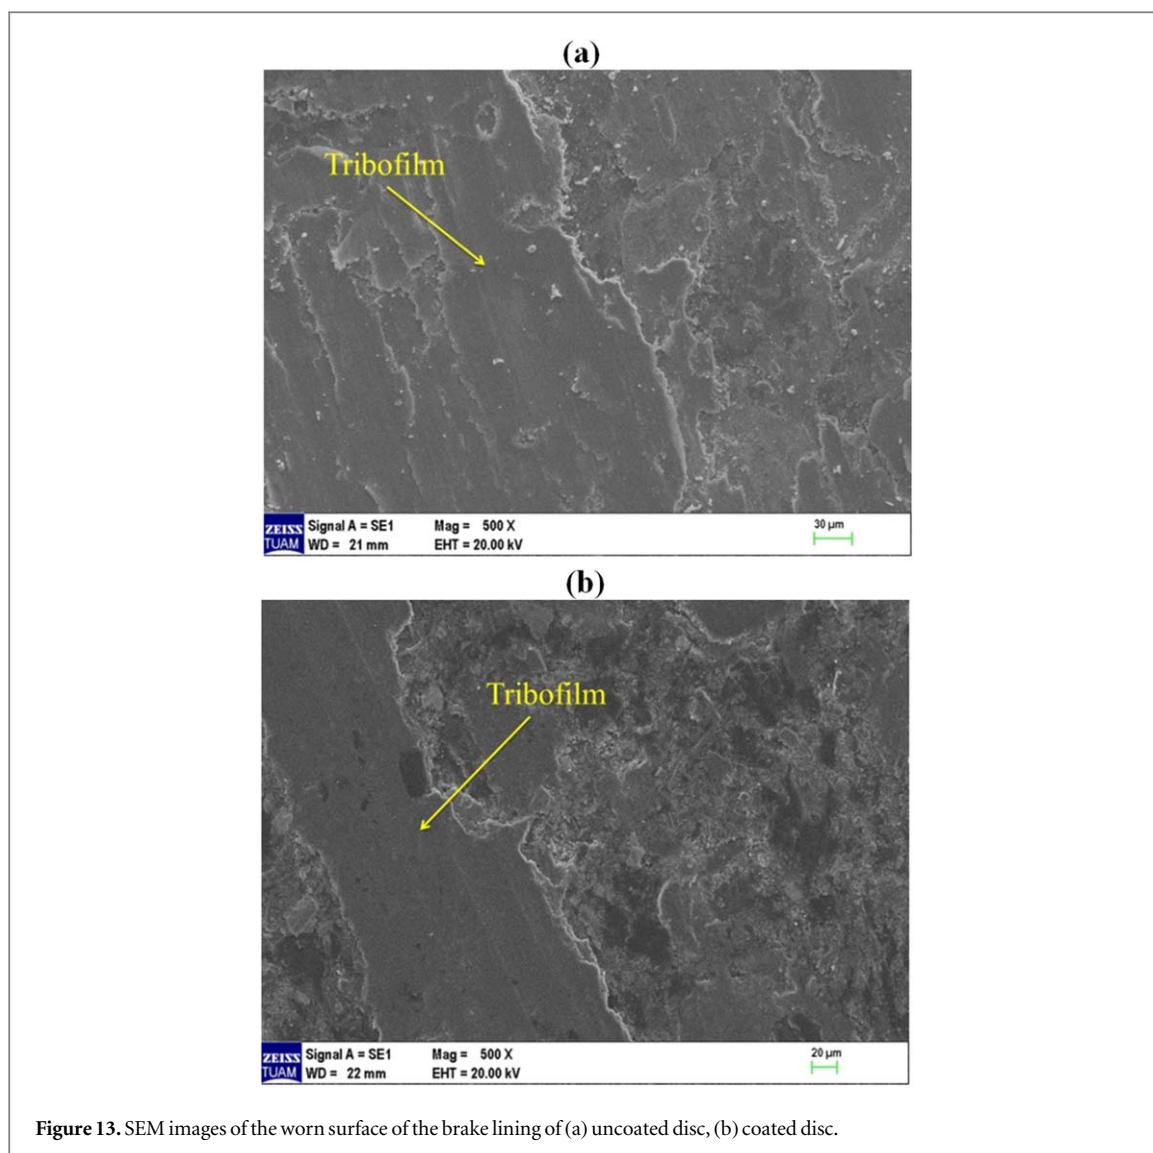 (a)
Tribofilm
ZEISS Signal A = SE1 Mag = 500 X 30 µm
TUAM WD = 21 mm EHT = 20.00 kV
(b)
Tribofilm
ZEISS Signal A = SE1 Mag = 500 X 20 µm
TUAM WD = 22 mm EHT = 20.00 kV
Figure 13. SEM images of the worn surface of the brake lining of (a) uncoated disc, (b) coated disc.